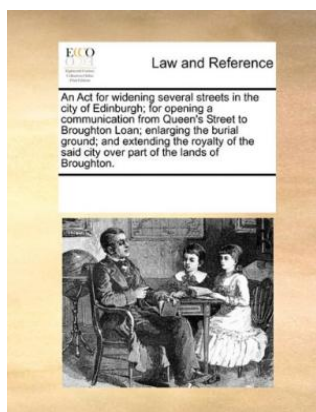 ECCO
Law and Reference
An Act for widening several streets in the
city of Edinburgh; for opening a
communication from Queen's Street to
Broughton Loan; enlarging the burial
ground; and extending the royalty of the
said city over part of the lands of
Broughton.